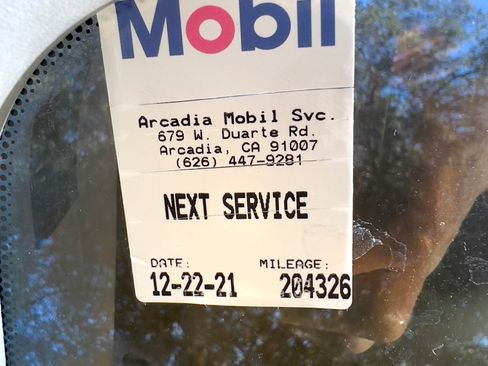 Mobil
Arcadia Mobil Svc.
679 W. Duarte Rd.
Arcadia, CA 91007
(626) 447-9281
NEXT SERVICE
DATE: MILEAGE:
12-22-21 204326